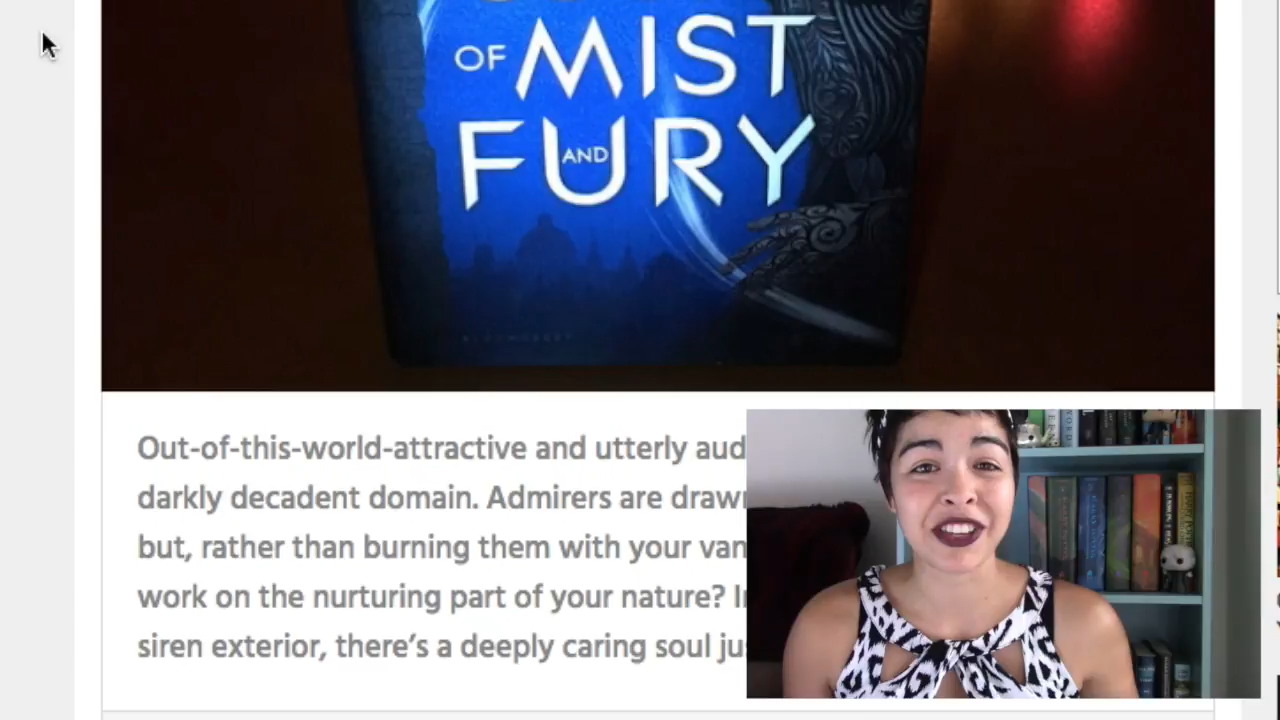 OF MIST
AND
FURY
BLOOMSBURY
Out-of-this-world-attractive and utterly aud
darkly decadent domain. Admirers are drawn
but, rather than burning them with your van
work on the nurturing part of your nature? I
siren exterior, there's a deeply caring soul ju